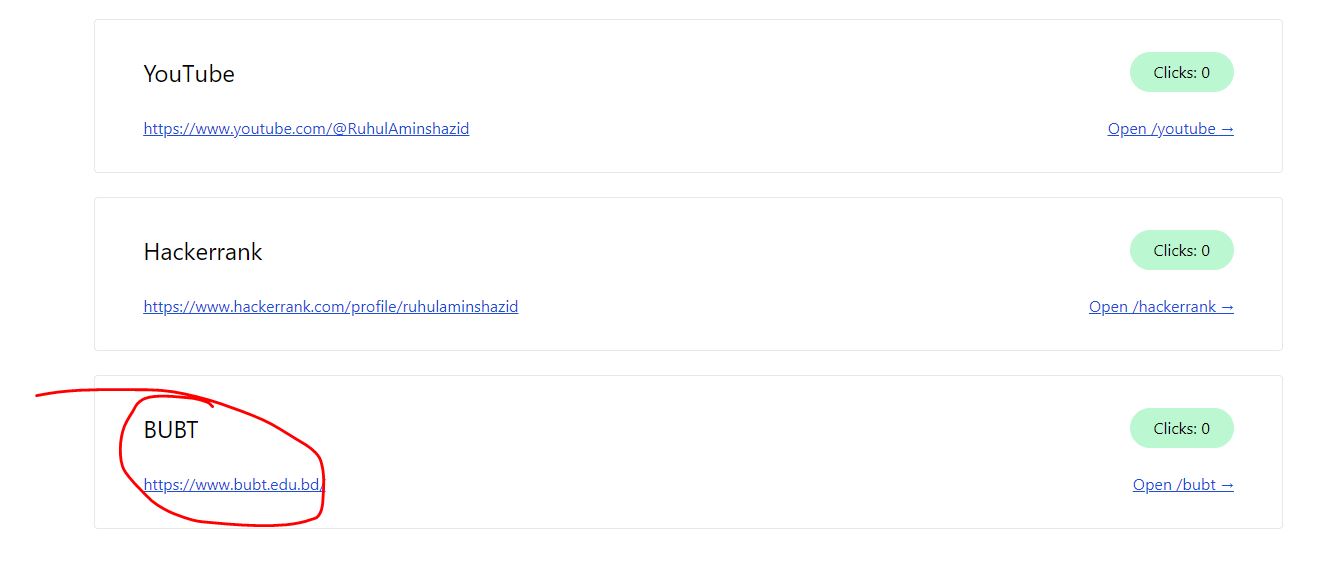 YouTube
Clicks: 0
https://www.youtube.com/@RuhulAminshazid
Open /youtube →
Hackerrank
Clicks: 0
https://www.hackerrank.com/profile/ruhulaminshazid
Open /hackerrank →
BUBT
Clicks: 0
https://www.bubt.edu.bd/
Open /bubt →